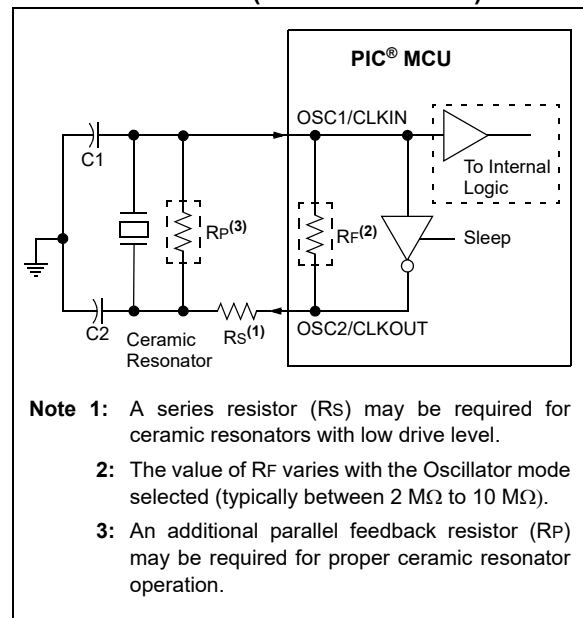 PIC® MCU
OSC1/CLKIN
C1
To Internal
Logic
RP(3)
RF(2)
Sleep
C2
Ceramic
Resonator
RS(1)
OSC2/CLKOUT
Note 1: A series resistor (RS) may be required for
ceramic resonators with low drive level.
2: The value of RF varies with the Oscillator mode
selected (typically between 2 MΩ to 10 MΩ).
3: An additional parallel feedback resistor (RP)
may be required for proper ceramic resonator
operation.